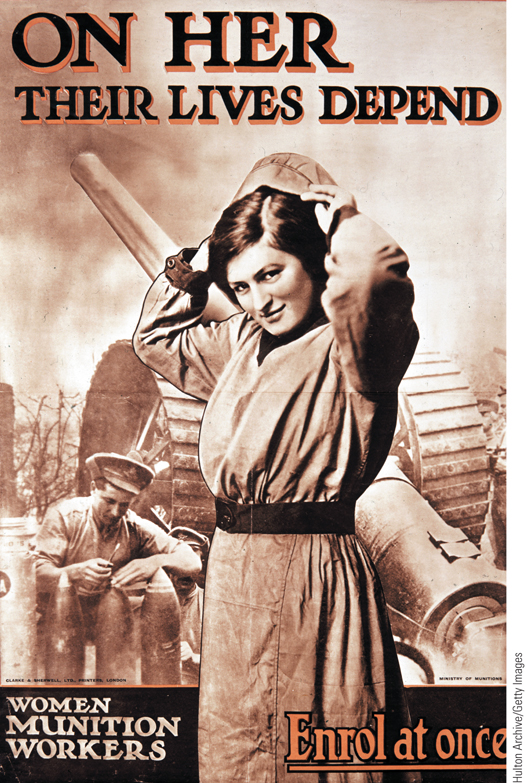 ON HER
THEIR LIVES DEPEND
CLARKE & SHERWELL, LTD., PRINTERS, LONDON
MINISTRY OF MUNITIONS
WOMEN
MUNITION
WORKERS
Enrol at once
Hulton Archive/Getty Images